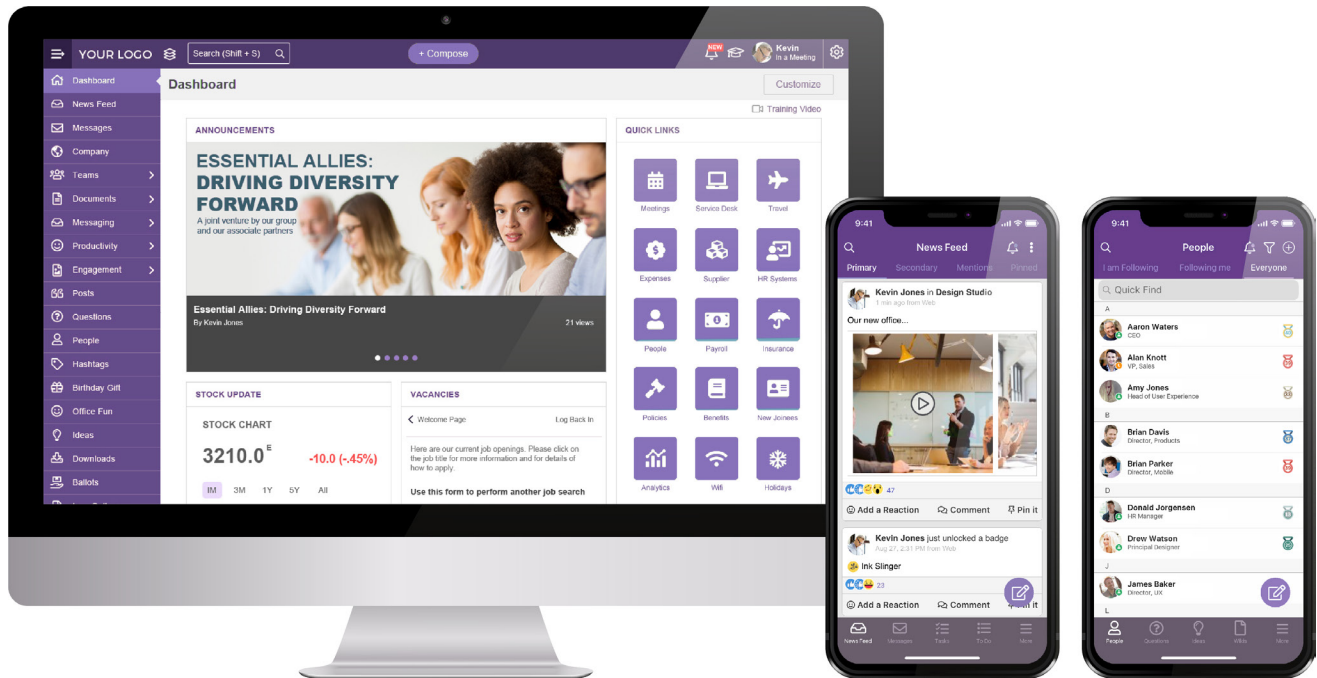 YOUR LOGO
Search (Shift + S)
+ Compose
NEW
Kevin
In a Meeting
Dashboard
News Feed
Messages
Company
Teams
Documents
Messaging
Productivity
Engagement
Posts
Questions
People
Hashtags
Birthday Gift
Office Fun
Ideas
Downloads
Ballots
Dashboard
Customize
Training Video
ANNOUNCEMENTS
ESSENTIAL ALLIES:
DRIVING DIVERSITY
FORWARD
A joint venture by our group
and our associate partners
Essential Allies: Driving Diversity Forward
By Kevin Jones
21 views
STOCK UPDATE
STOCK CHART
3210.0 E
-10.0 (-.45%)
IM 3M 1Y 5Y All
VACANCIES
Welcome Page
Log Back In
Here are our current job openings. Please click on
the job title for more information and for details of
how to apply.
Use this form to perform another job search
QUICK LINKS
Meetings Service Desk Travel
Expenses Supplier HR Systems
People Payroll Insurance
Policies Benefits New Joinees
Analytics Wifi Holidays
9:41
News Feed
Primary Secondary Mentions Pinned
Kevin Jones in Design Studio
1 min ago from Web
Our new office...
47
Add a Reaction Comment Pin it
Kevin Jones just unlocked a badge
Aug 27, 2:31 PM from Web
Ink Slinger
23
Add a Reaction Comment Pin it
News Feed Messages Tasks To Do More
9:41
People
I am Following Following me Everyone
Quick Find
A
Aaron Waters
CEO
Alan Knott
VP, Sales
Amy Jones
Head of User Experience
B
Brian Davis
Director, Products
Brian Parker
Director, Mobile
D
Donald Jorgensen
HR Manager
Drew Watson
Principal Designer
J
James Baker
Director, UX
L
People Questions Ideas Wikis More